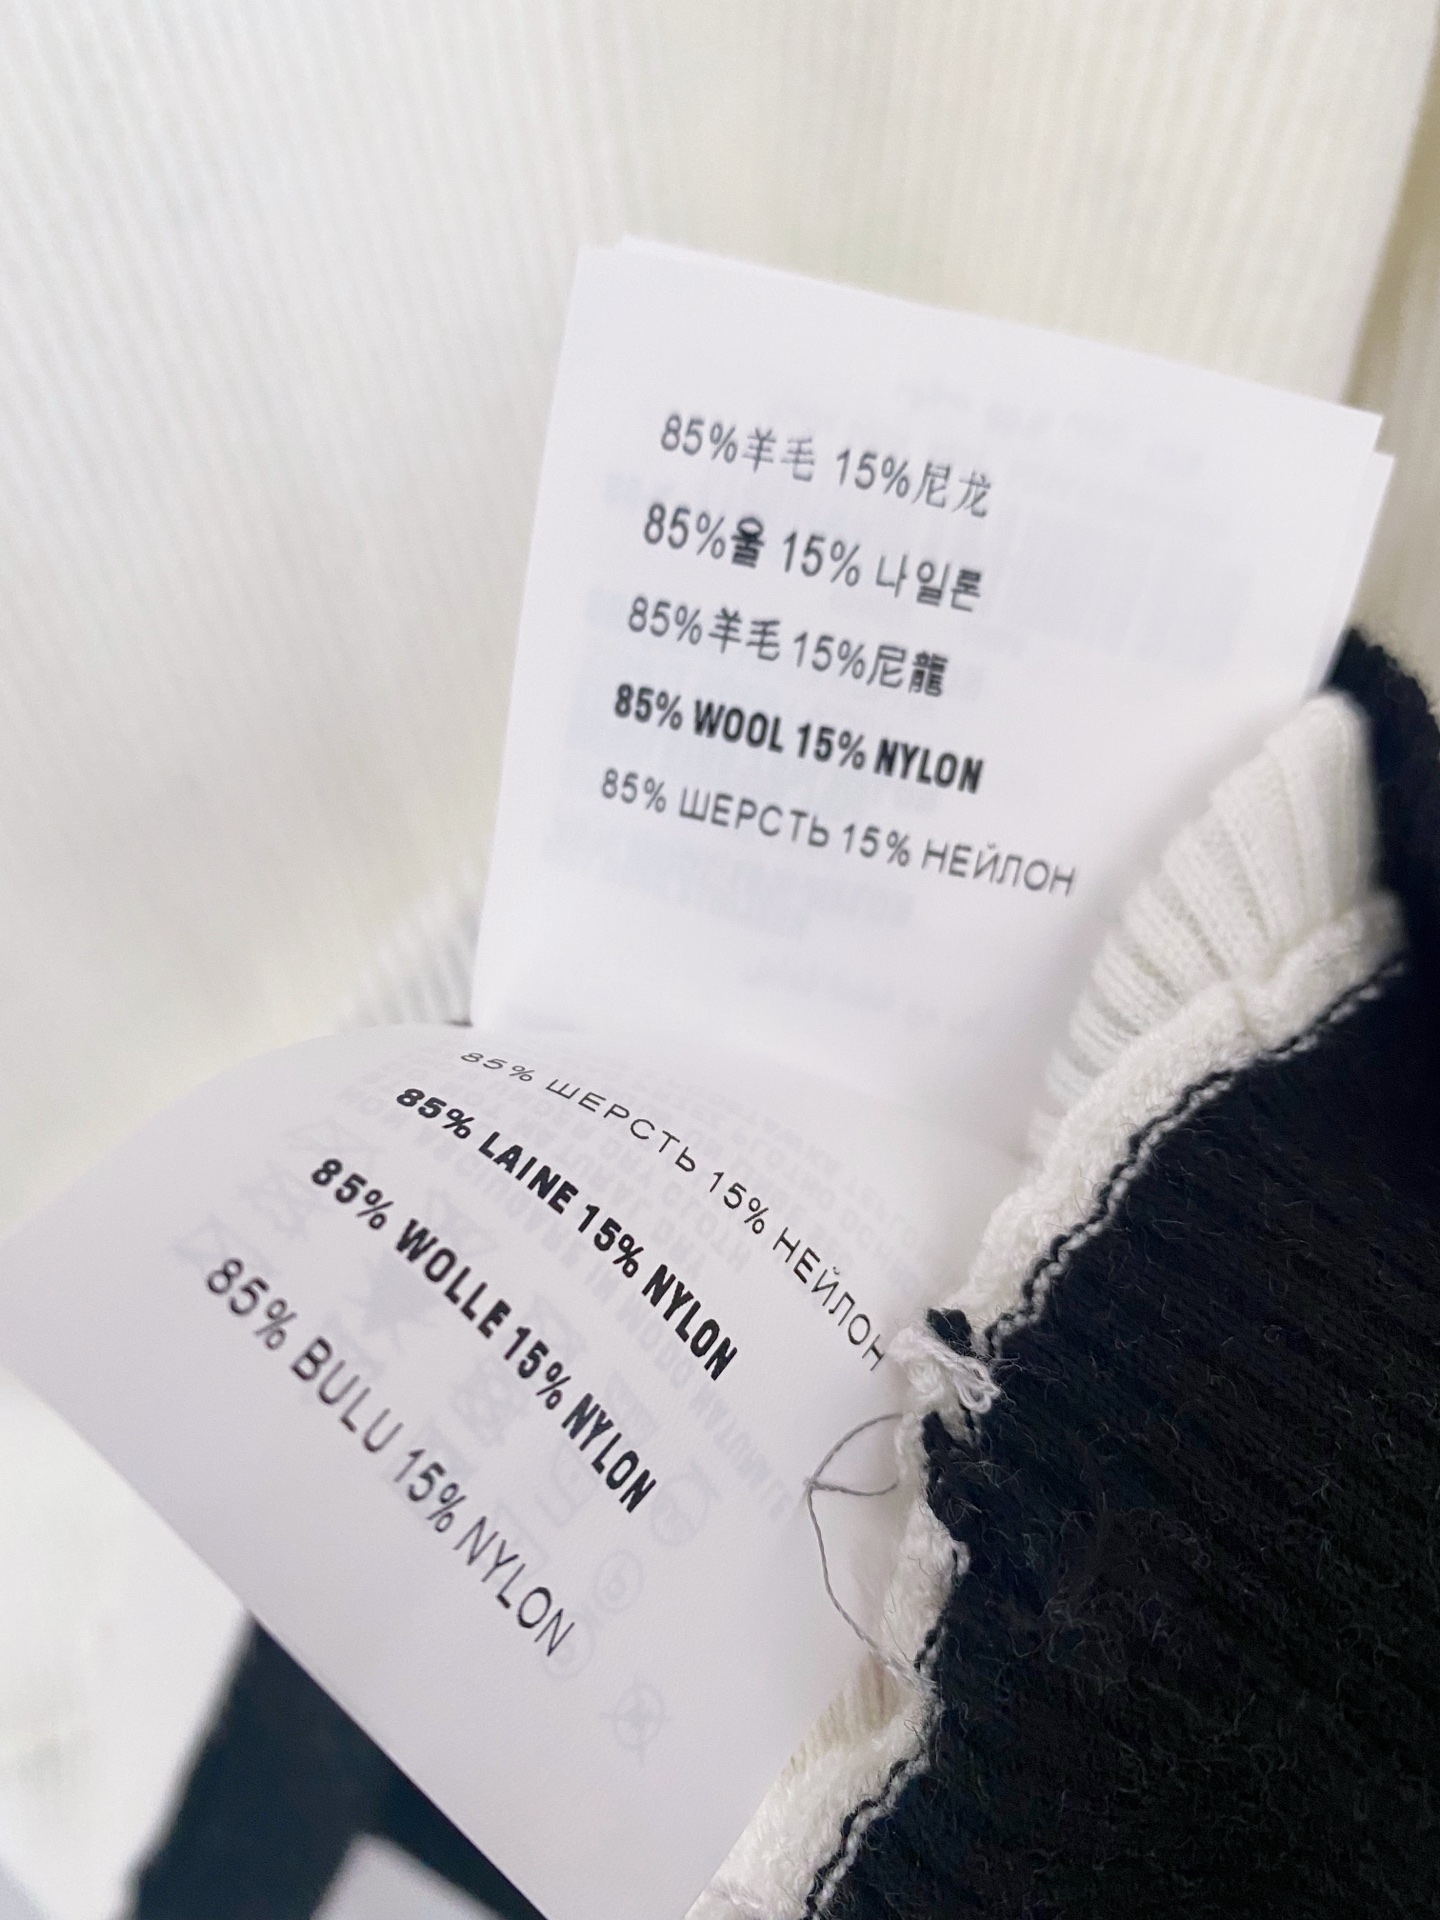 85%羊毛 15%尼龙
85%울 15% 나일론
85%羊毛 15%尼龍
85% WOOL 15% NYLON
85% ШЕРСТЬ 15% НЕЙЛОН
85% ШЕРСТЬ 15% НЕЙЛОН
85% LAINE 15% NYLON
85% WOLLE 15% NYLON
85% BULU 15% NYLON